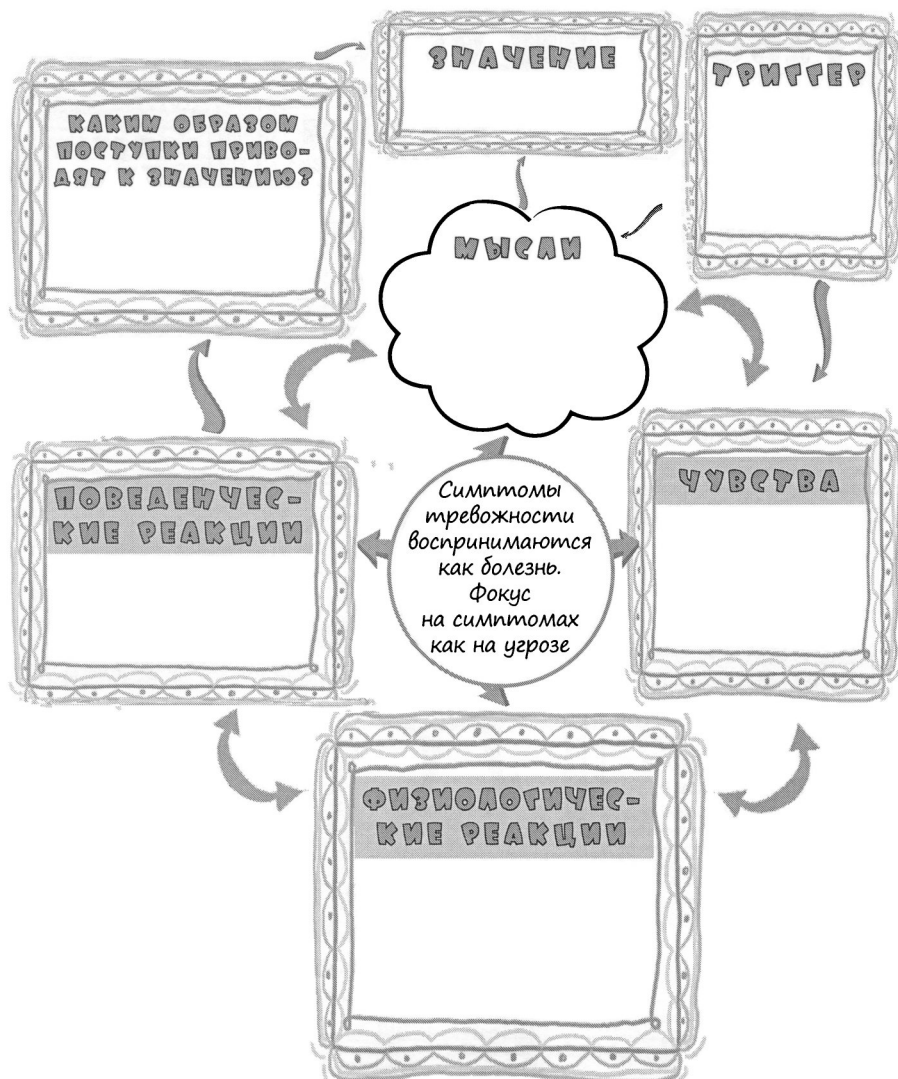 ЗНАЧЕНИЕ
ТРИГГЕР
КАКИМ ОБРАЗОМ
ПОСТУПКИ ПРИВО-
ДЯТ К ЗНАЧЕНИЮ?
МЫСЛИ
ПОВЕДЕНЧЕС-
КИЕ РЕАКЦИИ
Симптомы
тревожности
воспринимаются
как болезнь.
Фокус
на симптомах
как на угрозе
ЧУВСТВА
ФИЗИОЛОГИЧЕС-
КИЕ РЕАКЦИИ